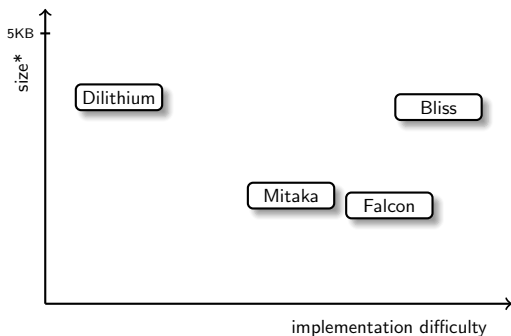 5KB
size*
Dilithium
Bliss
Mitaka
Falcon
implementation difficulty